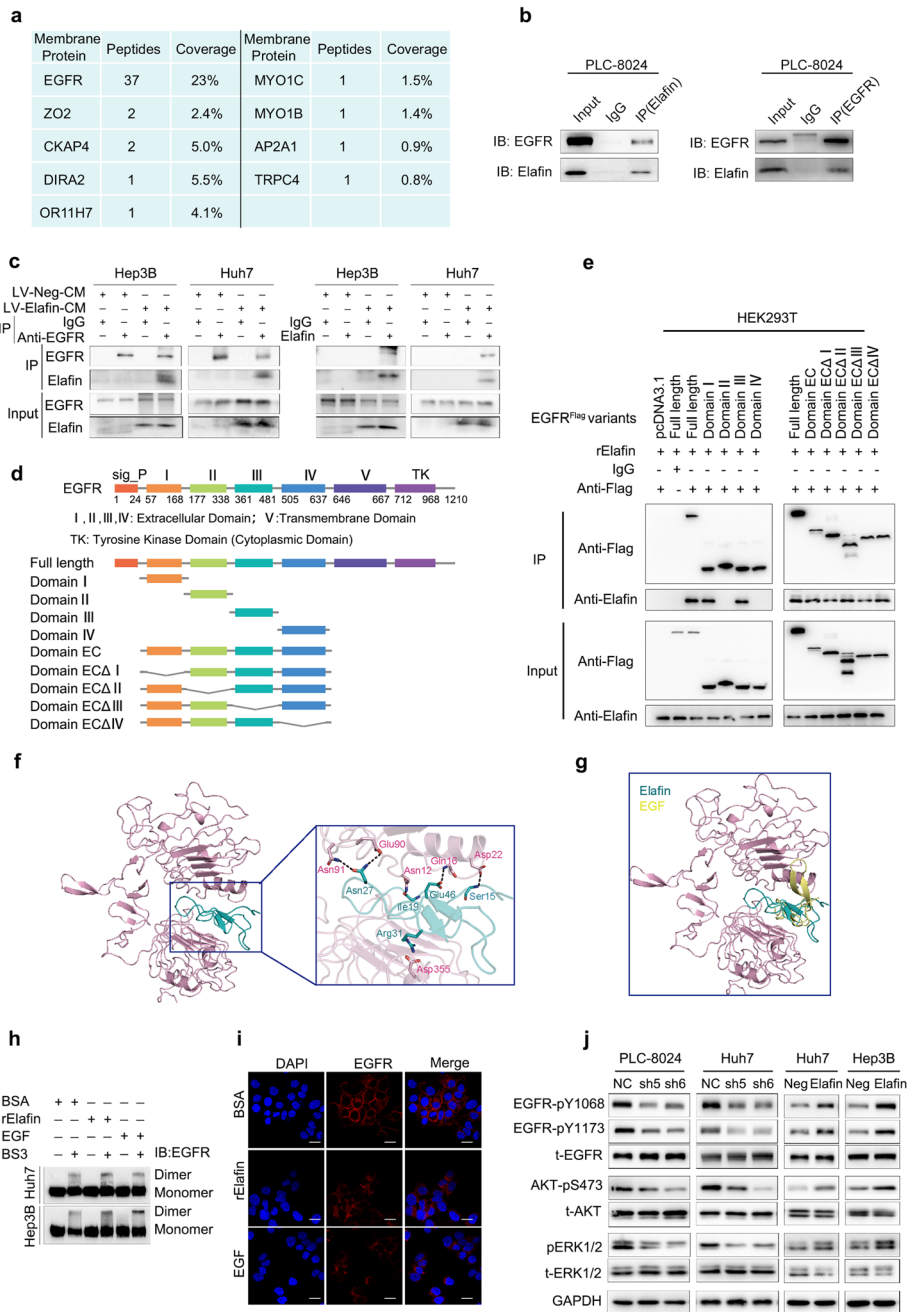 a
Membrane Protein Peptides Coverage Membrane Protein Peptides Coverage
EGFR 37 23% MYO1C 1 1.5%
ZO2 2 2.4% MYO1B 1 1.4%
CKAP4 2 5.0% AP2A1 1 0.9%
DIRA2 1 5.5% TRPC4 1 0.8%
OR11H7 1 4.1%
b
PLC-8024
Input IgG IP(Elafin)
IB: EGFR
IB: Elafin
PLC-8024
Input IgG IP(EGFR)
IB: EGFR
IB: Elafin
c
Hep3B Huh7 Hep3B Huh7
LV-Neg-CM + + – – + + – – + + – – + + – –
LV-Elafin-CM – – + + – – + + – – + + – – + +
IP
IgG + – + – + – + – IgG + – + – + – + –
Anti-EGFR – + – + – + – + Elafin – + – + – + – +
IP EGFR EGFR
Elafin Elafin
Input EGFR EGFR
Elafin Elafin
d
sig_P I II III IV V TK
EGFR
1 24 57 168 177 338 361 481 505 637 646 667 712 968 1210
I , II, III, IV: Extracellular Domain; V:Transmembrane Domain
TK: Tyrosine Kinase Domain (Cytoplasmic Domain)
Full length
Domain I
Domain II
Domain III
Domain IV
Domain EC
Domain ECΔ I
Domain ECΔ II
Domain ECΔ III
Domain ECΔIV
e
HEK293T
EGFRFlag variants
pcDNA3.1
Full length
Full length
Domain I
Domain II
Domain III
Domain IV
Full length
Domain EC
Domain ECΔ I
Domain ECΔ II
Domain ECΔIII
Domain ECΔIV
rElafin + + + + + + + + + + + + +
IgG – + – – – – – – – – – – –
Anti-Flag + – + + + + + + + + + + +
IP
Anti-Flag
Anti-Elafin
Input
Anti-Flag
Anti-Elafin
f
Glu90
Asn91
Asn27
Asn12
Gln16
Asp22
Glu46
Ile19
Ser15
Arg31
Asp355
g
Elafin
EGF
h
BSA + + – – – –
rElafin – – + + – –
EGF – – – – + +
BS3 – + – + – + IB:EGFR
Huh7
Dimer
Monomer
Hep3B
Dimer
Monomer
i
DAPI EGFR Merge
BSA
rElafin
EGF
j
PLC-8024 Huh7 Huh7 Hep3B
NC sh5 sh6 NC sh5 sh6 Neg Elafin Neg Elafin
EGFR-pY1068
EGFR-pY1173
t-EGFR
AKT-pS473
t-AKT
pERK1/2
t-ERK1/2
GAPDH